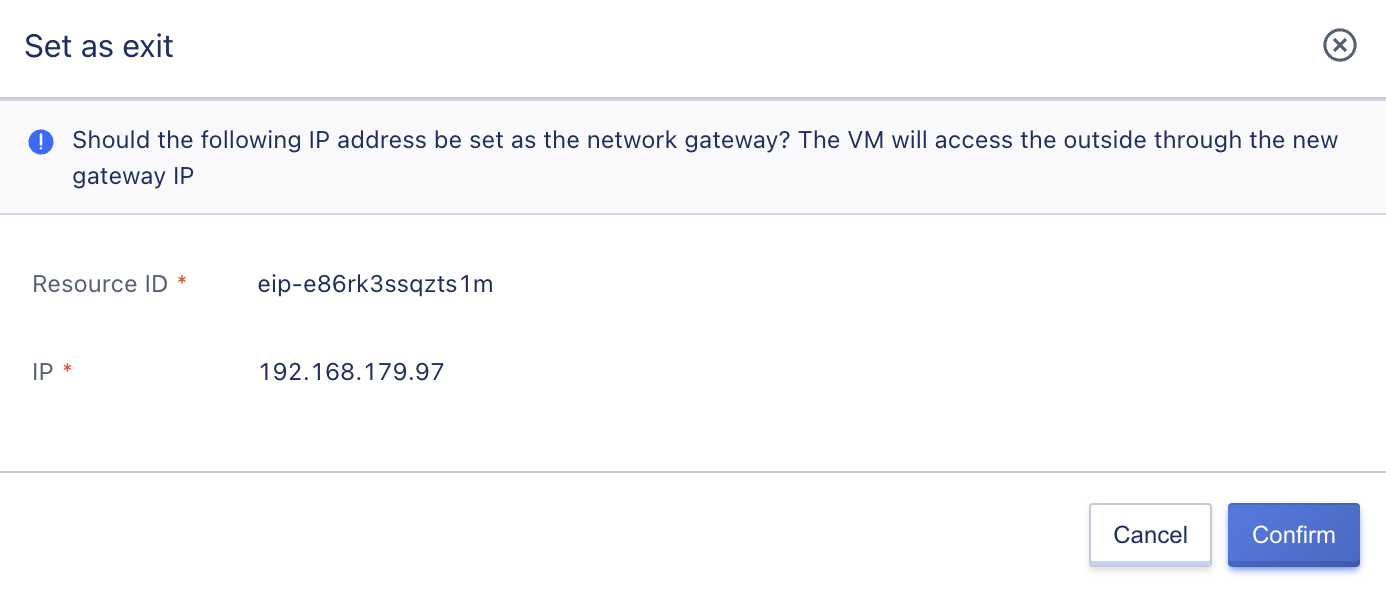 Set as exit
Should the following IP address be set as the network gateway? The VM will access the outside through the new
gateway IP
Resource ID * eip-e86rk3ssqzts1m
IP * 192.168.179.97
Cancel Confirm